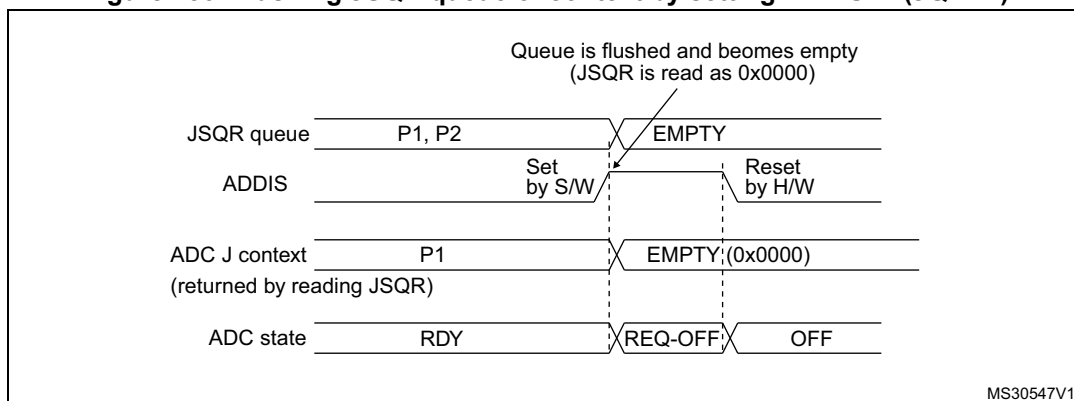 Queue is flushed and beomes empty
(JSQR is read as 0x0000)
JSQR queue P1, P2 EMPTY
ADDIS Set by S/W Reset by H/W
ADC J context P1 EMPTY (0x0000)
(returned by reading JSQR)
ADC state RDY REQ-OFF OFF
MS30547V1